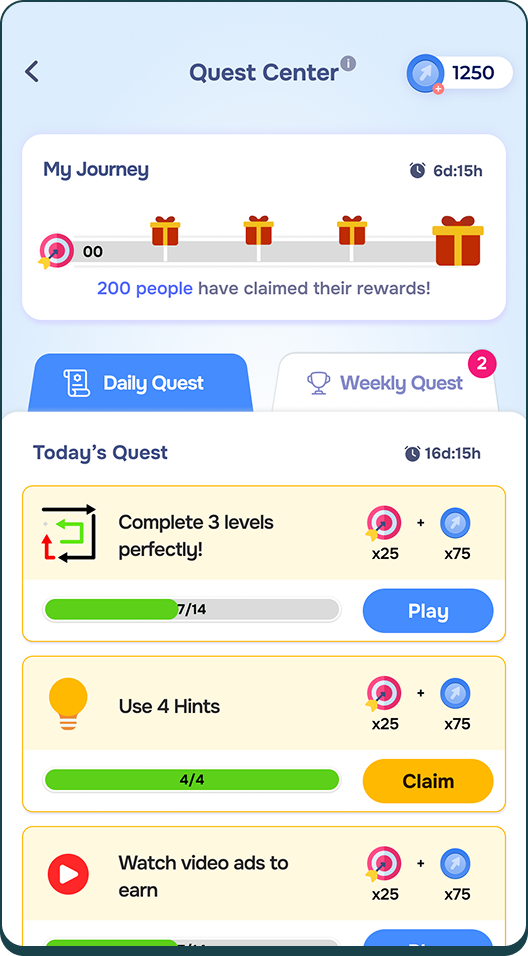 Quest Center
i
1250
My Journey
6d:15h
00
200 people have claimed their rewards!
Daily Quest
Weekly Quest
2
Today's Quest
16d:15h
Complete 3 levels
perfectly!
+
x25
x75
7/14
Play
Use 4 Hints
+
x25
x75
4/4
Claim
Watch video ads to
earn
+
x25
x75